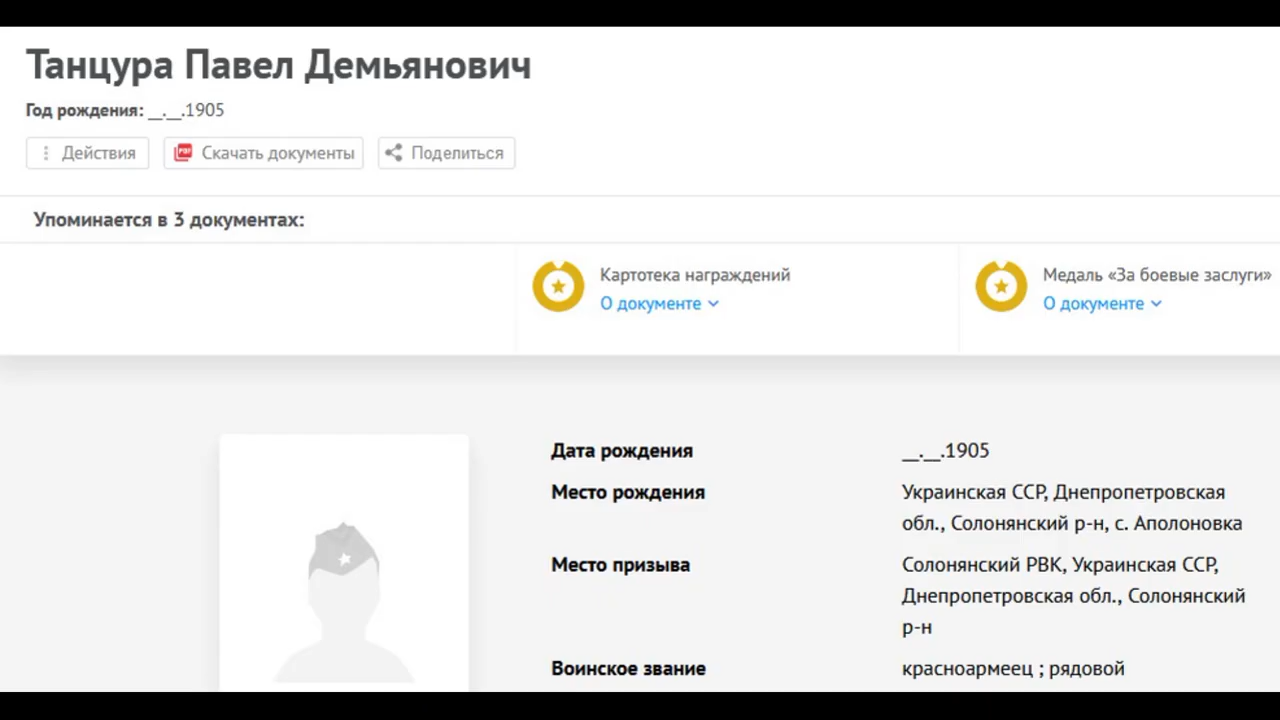 Танцура Павел Демьянович
Год рождения: __.__.1905
Действия
Скачать документы
Поделиться
Упоминается в 3 документах:
Картотека награждений
О документе
Медаль «За боевые заслуги»
О документе
Дата рождения
__.__.1905
Место рождения
Украинская ССР, Днепропетровская
обл., Солонянский р-н, с. Аполоновка
Место призыва
Солонянский РВК, Украинская ССР,
Днепропетровская обл., Солонянский
р-н
Воинское звание
красноармеец ; рядовой